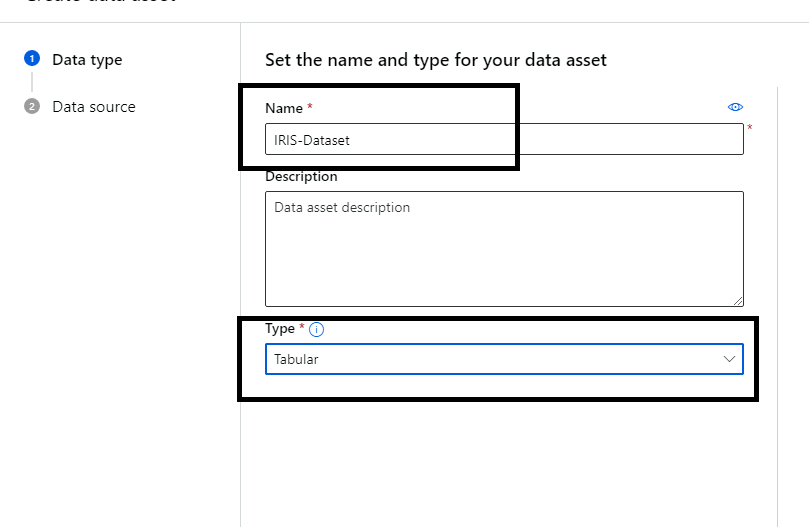 1 Data type
2 Data source
Set the name and type for your data asset
Name *
IRIS-Dataset
*
Description
Data asset description
Type * i
Tabular